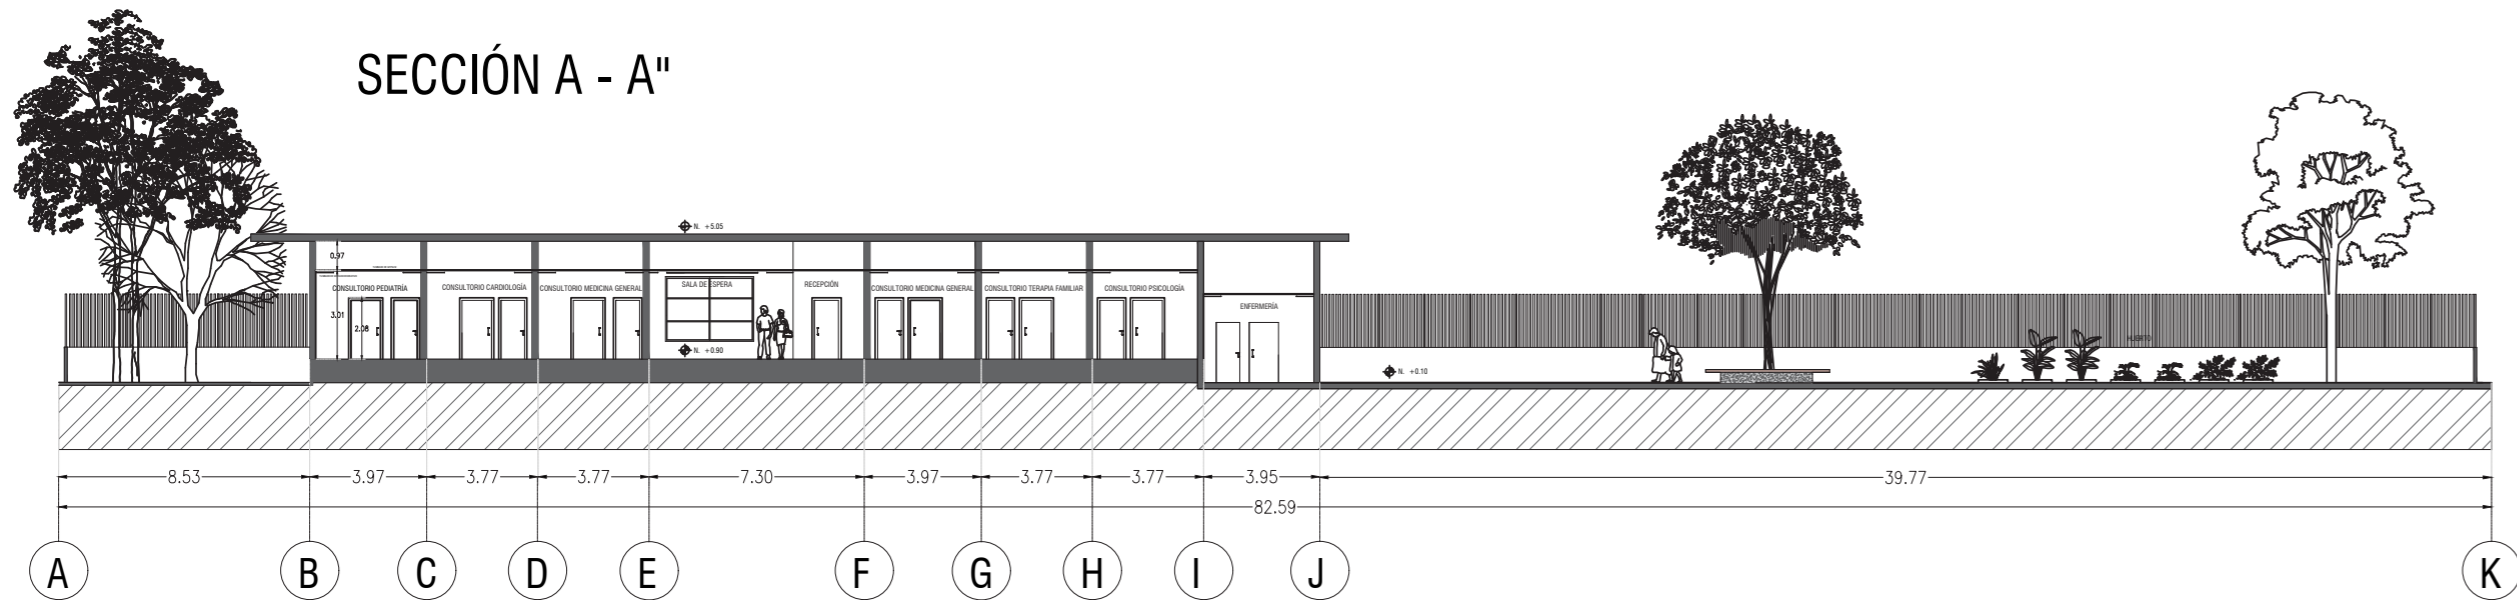 SECCIÓN A - A"
N. +5.05
0.97
CONSULTORIO PEDIATRÍA
CONSULTORIO CARDIOLOGÍA
CONSULTORIO MEDICINA GENERAL
SALA DE ESPERA
RECEPCIÓN
CONSULTORIO MEDICINA GENERAL
CONSULTORIO TERAPIA FAMILIAR
CONSULTORIO PSICOLOGÍA
ENFERMERÍA
3.01
2.08
HUERTO
N. +0.90
N. +0.10
8.53 3.97 3.77 3.77 7.30 3.97 3.77 3.77 3.95 39.77
82.59
A B C D E F G H I J K